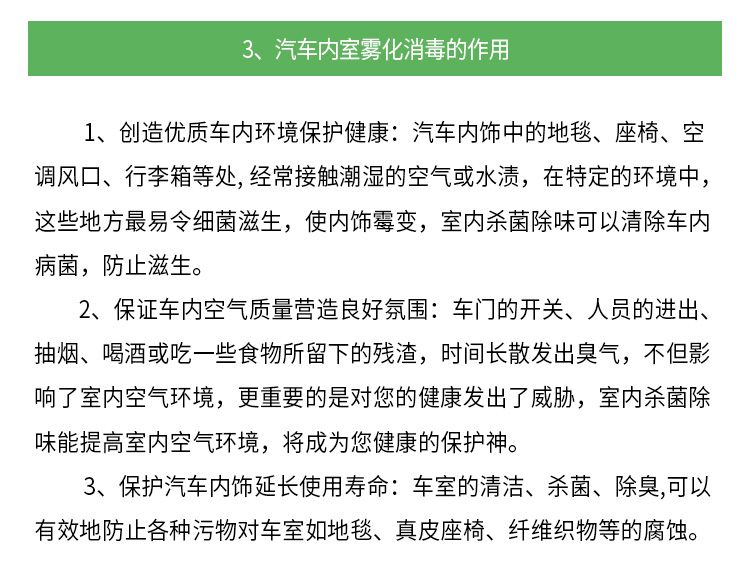 3、汽车内室雾化消毒的作用
1、创造优质车内环境保护健康：汽车内饰中的地毯、座椅、空
调风口、行李箱等处, 经常接触潮湿的空气或水渍，在特定的环境中，
这些地方最易令细菌滋生，使内饰霉变，室内杀菌除味可以清除车内
病菌，防止滋生。
2、保证车内空气质量营造良好氛围：车门的开关、人员的进出、
抽烟、喝酒或吃一些食物所留下的残渣，时间长散发出臭气，不但影
响了室内空气环境，更重要的是对您的健康发出了威胁，室内杀菌除
味能提高室内空气环境，将成为您健康的保护神。
3、保护汽车内饰延长使用寿命：车室的清洁、杀菌、除臭,可以
有效地防止各种污物对车室如地毯、真皮座椅、纤维织物等的腐蚀。